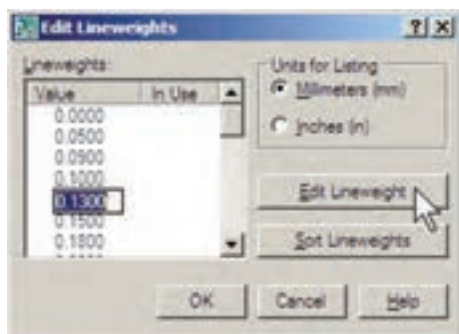 Edit Lineweights
Lineweights:
Units for Listing
Value In Use
Millimeters (mm)
Inches (in)
0.0000
0.0500
0.0900
0.1000
0.1300
0.1500
0.1800
Edit Lineweight
Sort Lineweights
OK Cancel Help